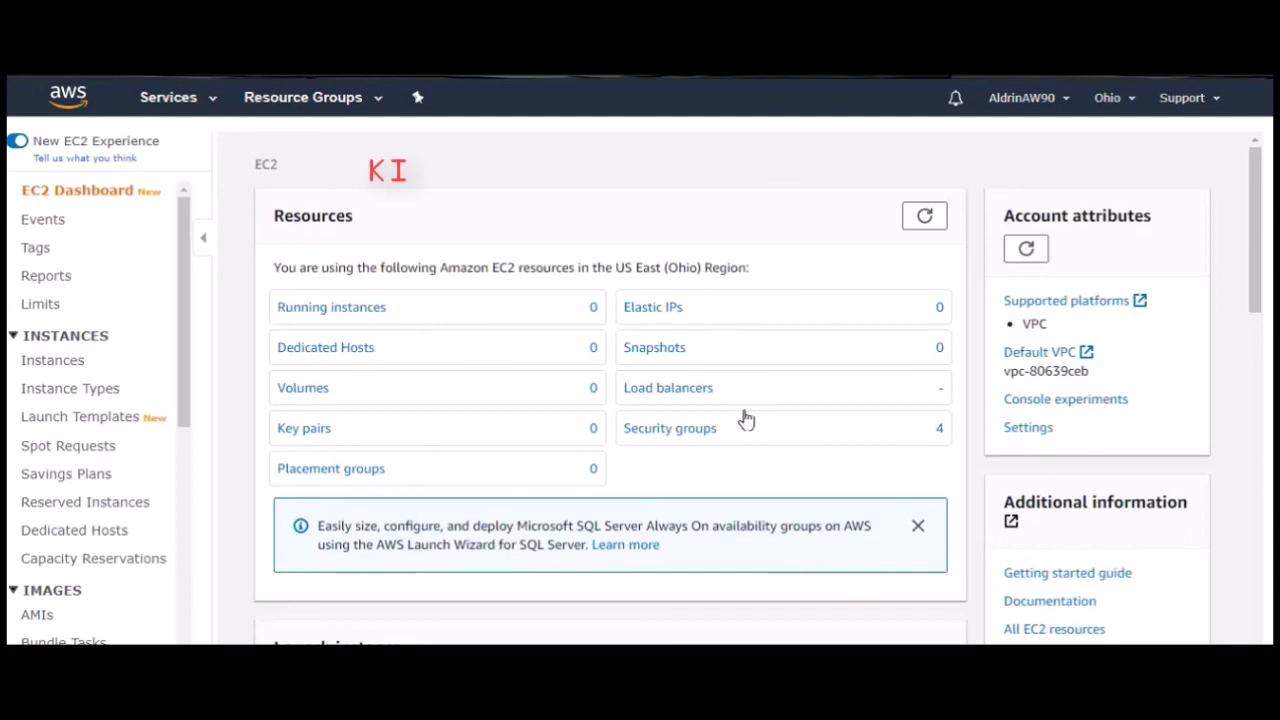 aws Services Resource Groups AldrinAW90 Ohio Support
New EC2 Experience
Tell us what you think
EC2 Dashboard New
Events
Tags
Reports
Limits
INSTANCES
Instances
Instance Types
Launch Templates New
Spot Requests
Savings Plans
Reserved Instances
Dedicated Hosts
Capacity Reservations
IMAGES
AMIs
Bundle Tasks
EC2
KI
Resources
You are using the following Amazon EC2 resources in the US East (Ohio) Region:
Running instances 0
Elastic IPs 0
Dedicated Hosts 0
Snapshots 0
Volumes 0
Load balancers -
Key pairs 0
Security groups 4
Placement groups 0
Easily size, configure, and deploy Microsoft SQL Server Always On availability groups on AWS
using the AWS Launch Wizard for SQL Server. Learn more
Account attributes
Supported platforms
• VPC
Default VPC
vpc-80639ceb
Console experiments
Settings
Additional information
Getting started guide
Documentation
All EC2 resources